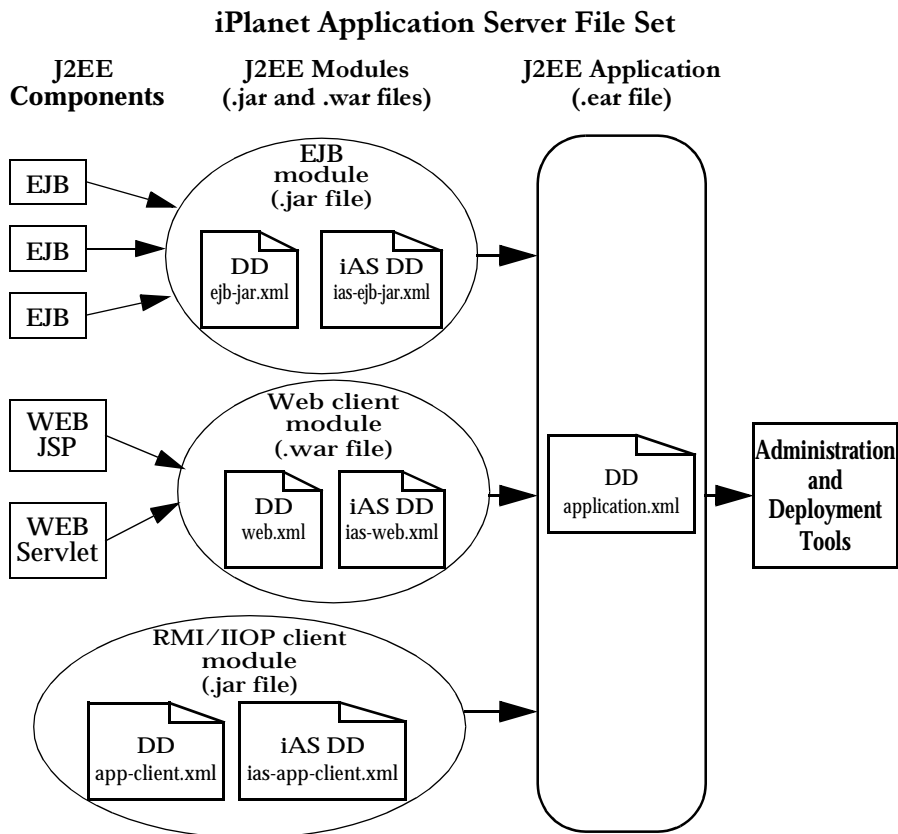 iPlanet Application Server File Set
J2EE
Components
J2EE Modules
(.jar and .war files)
J2EE Application
(.ear file)
EJB
EJB
EJB
EJB
module
(.jar file)
DD
ejb-jar.xml
iAS DD
ias-ejb-jar.xml
WEB
JSP
WEB
Servlet
Web client
module
(.war file)
DD
web.xml
iAS DD
ias-web.xml
DD
application.xml
Administration
and
Deployment
Tools
RMI/IIOP client
module
(.jar file)
DD
app-client.xml
iAS DD
ias-app-client.xml